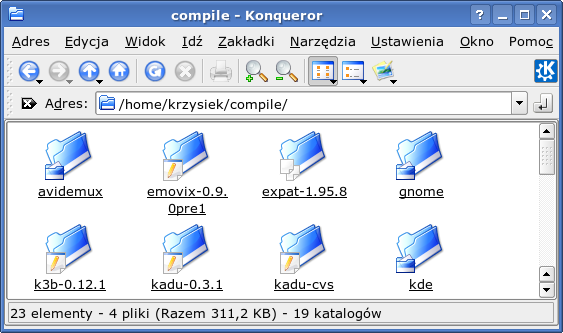 compile - Konqueror
Adres Edycja Widok Idź Zakładki Narzędzia Ustawienia Okno Pomoc
Adres: /home/krzysiek/compile/
avidemux emovix-0.9. expat-1.95.8 gnome
0pre1
k3b-0.12.1 kadu-0.3.1 kadu-cvs kde
23 elementy - 4 pliki (Razem 311,2 KB) - 19 katalogów